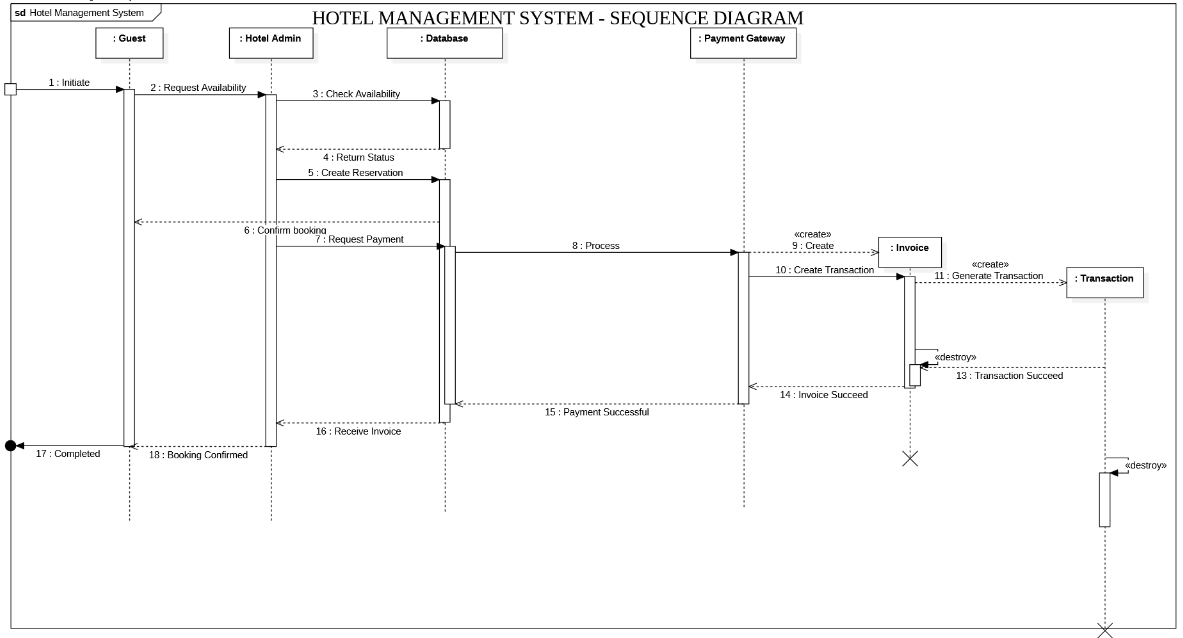 sd Hotel Management System
HOTEL MANAGEMENT SYSTEM - SEQUENCE DIAGRAM
: Guest
: Hotel Admin
: Database
: Payment Gateway
1 : Initiate
2 : Request Availability
3 : Check Availability
4 : Return Status
5 : Create Reservation
6 : Confirm booking
7 : Request Payment
8 : Process
«create»
9 : Create
: Invoice
10 : Create Transaction
«create»
11 : Generate Transaction
: Transaction
«destroy»
13 : Transaction Succeed
14 : Invoice Succeed
15 : Payment Successful
16 : Receive Invoice
17 : Completed
18 : Booking Confirmed
«destroy»